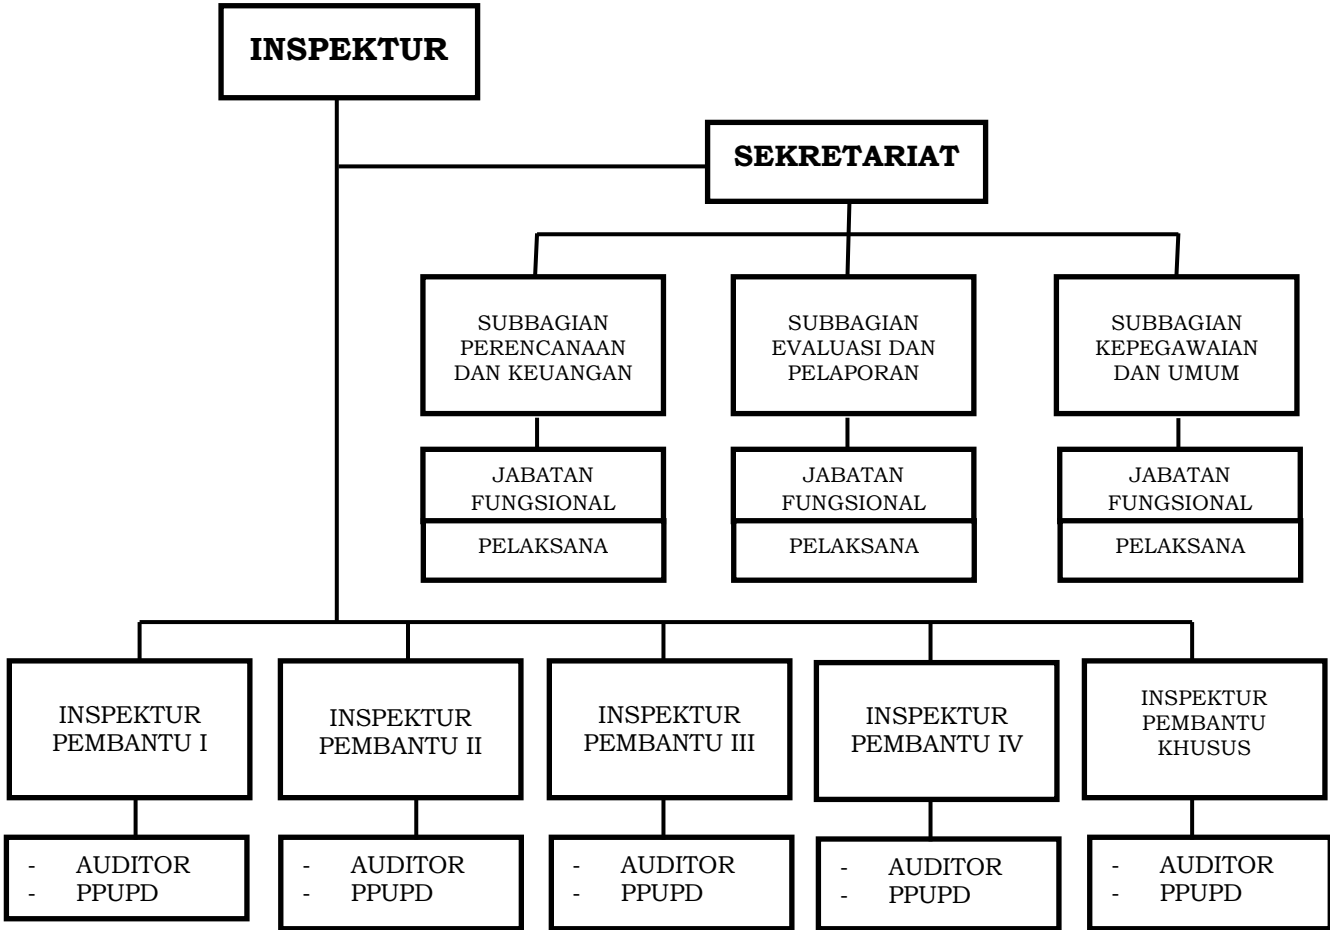 INSPEKTUR
SEKRETARIAT
SUBBAGIAN
PERENCANAAN
DAN KEUANGAN
SUBBAGIAN
EVALUASI DAN
PELAPORAN
SUBBAGIAN
KEPEGAWAIAN
DAN UMUM
JABATAN
FUNGSIONAL
PELAKSANA
JABATAN
FUNGSIONAL
PELAKSANA
JABATAN
FUNGSIONAL
PELAKSANA
INSPEKTUR
PEMBANTU I
INSPEKTUR
PEMBANTU II
INSPEKTUR
PEMBANTU III
INSPEKTUR
PEMBANTU IV
INSPEKTUR
PEMBANTU
KHUSUS
- AUDITOR
- PPUPD
- AUDITOR
- PPUPD
- AUDITOR
- PPUPD
- AUDITOR
- PPUPD
- AUDITOR
- PPUPD